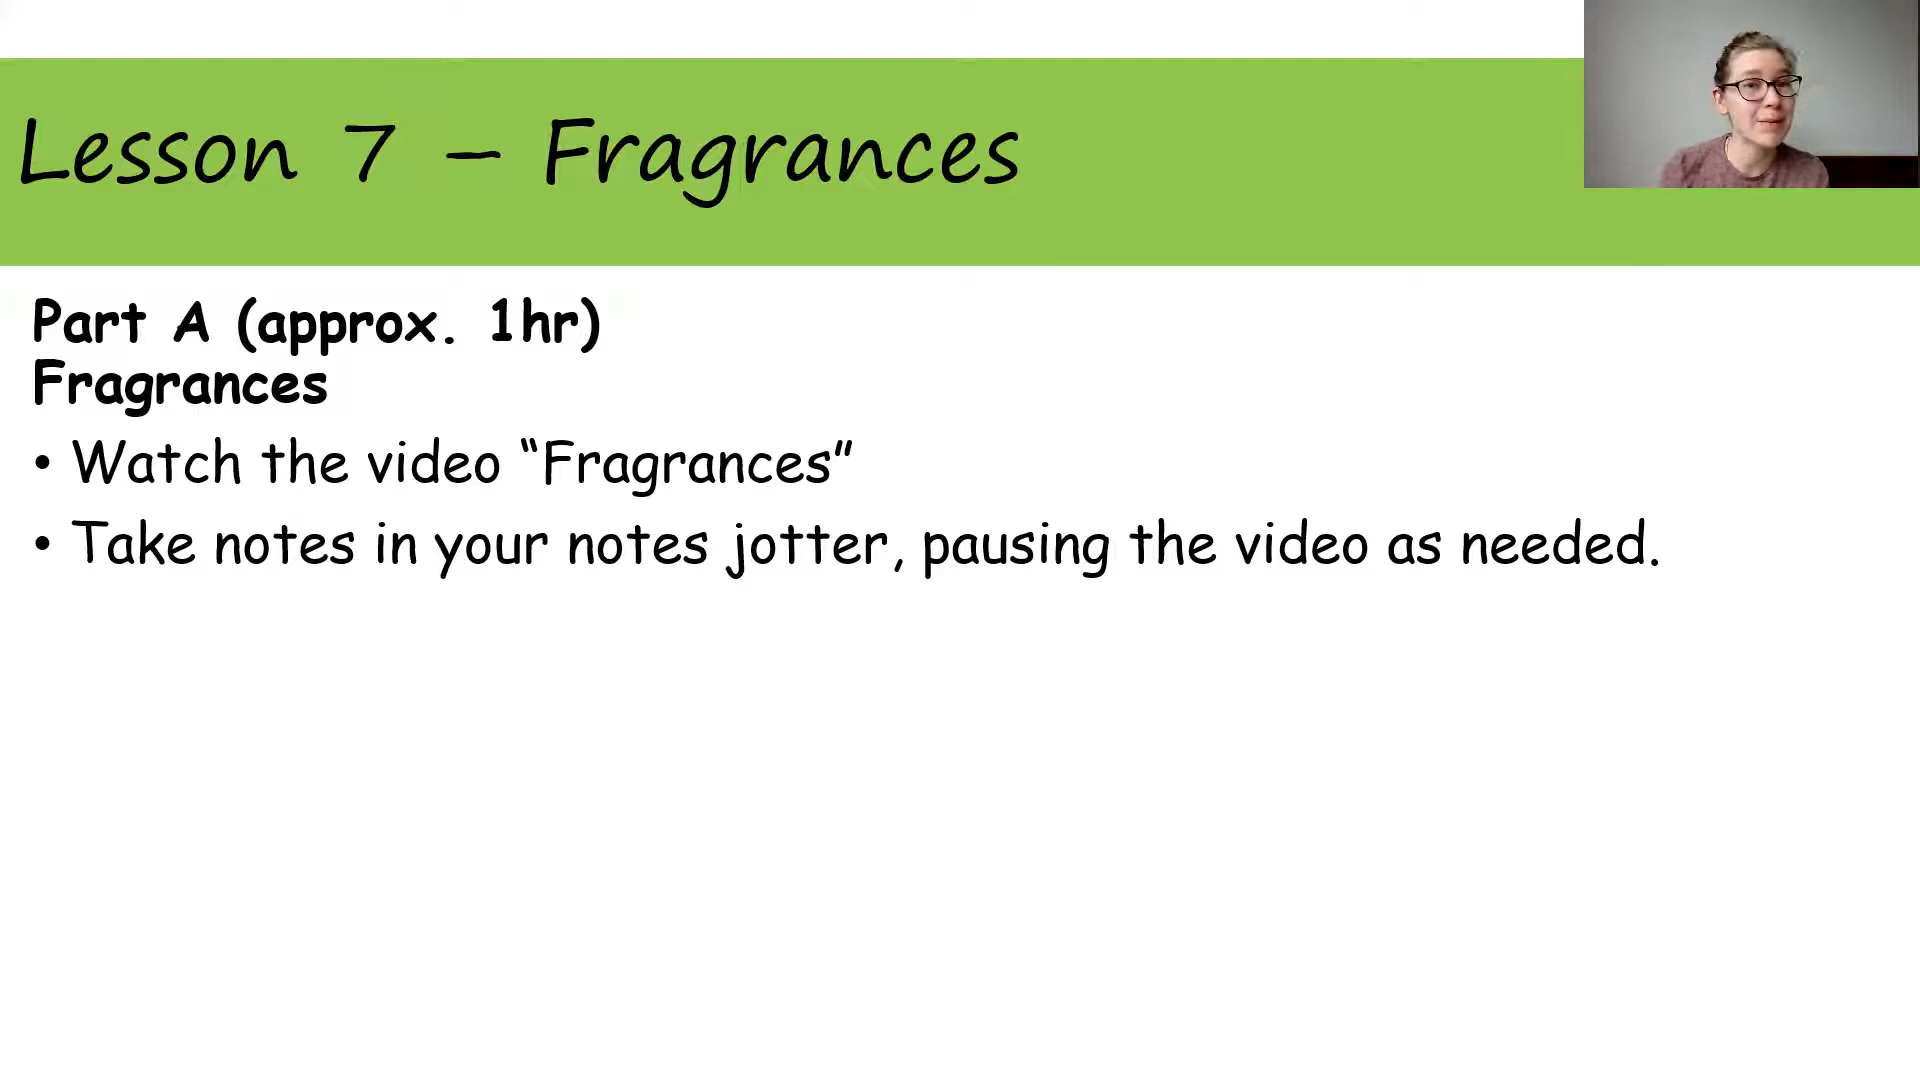 Lesson 7 – Fragrances
Part A (approx. 1hr)
Fragrances
• Watch the video “Fragrances”
• Take notes in your notes jotter, pausing the video as needed.